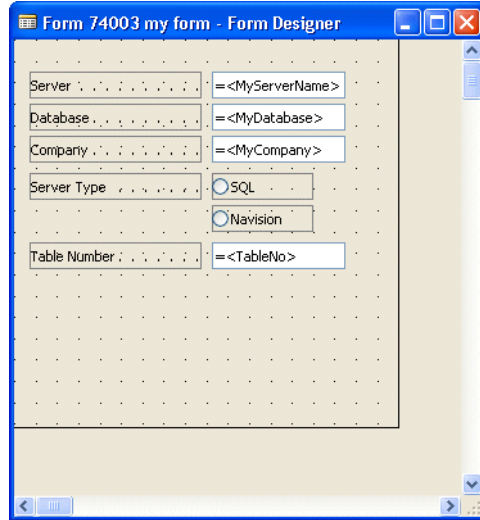 Form 74003 my form - Form Designer
Server =<MyServerName>
Database =<MyDatabase>
Company =<MyCompany>
Server Type SQL
Navision
Table Number =<TableNo>